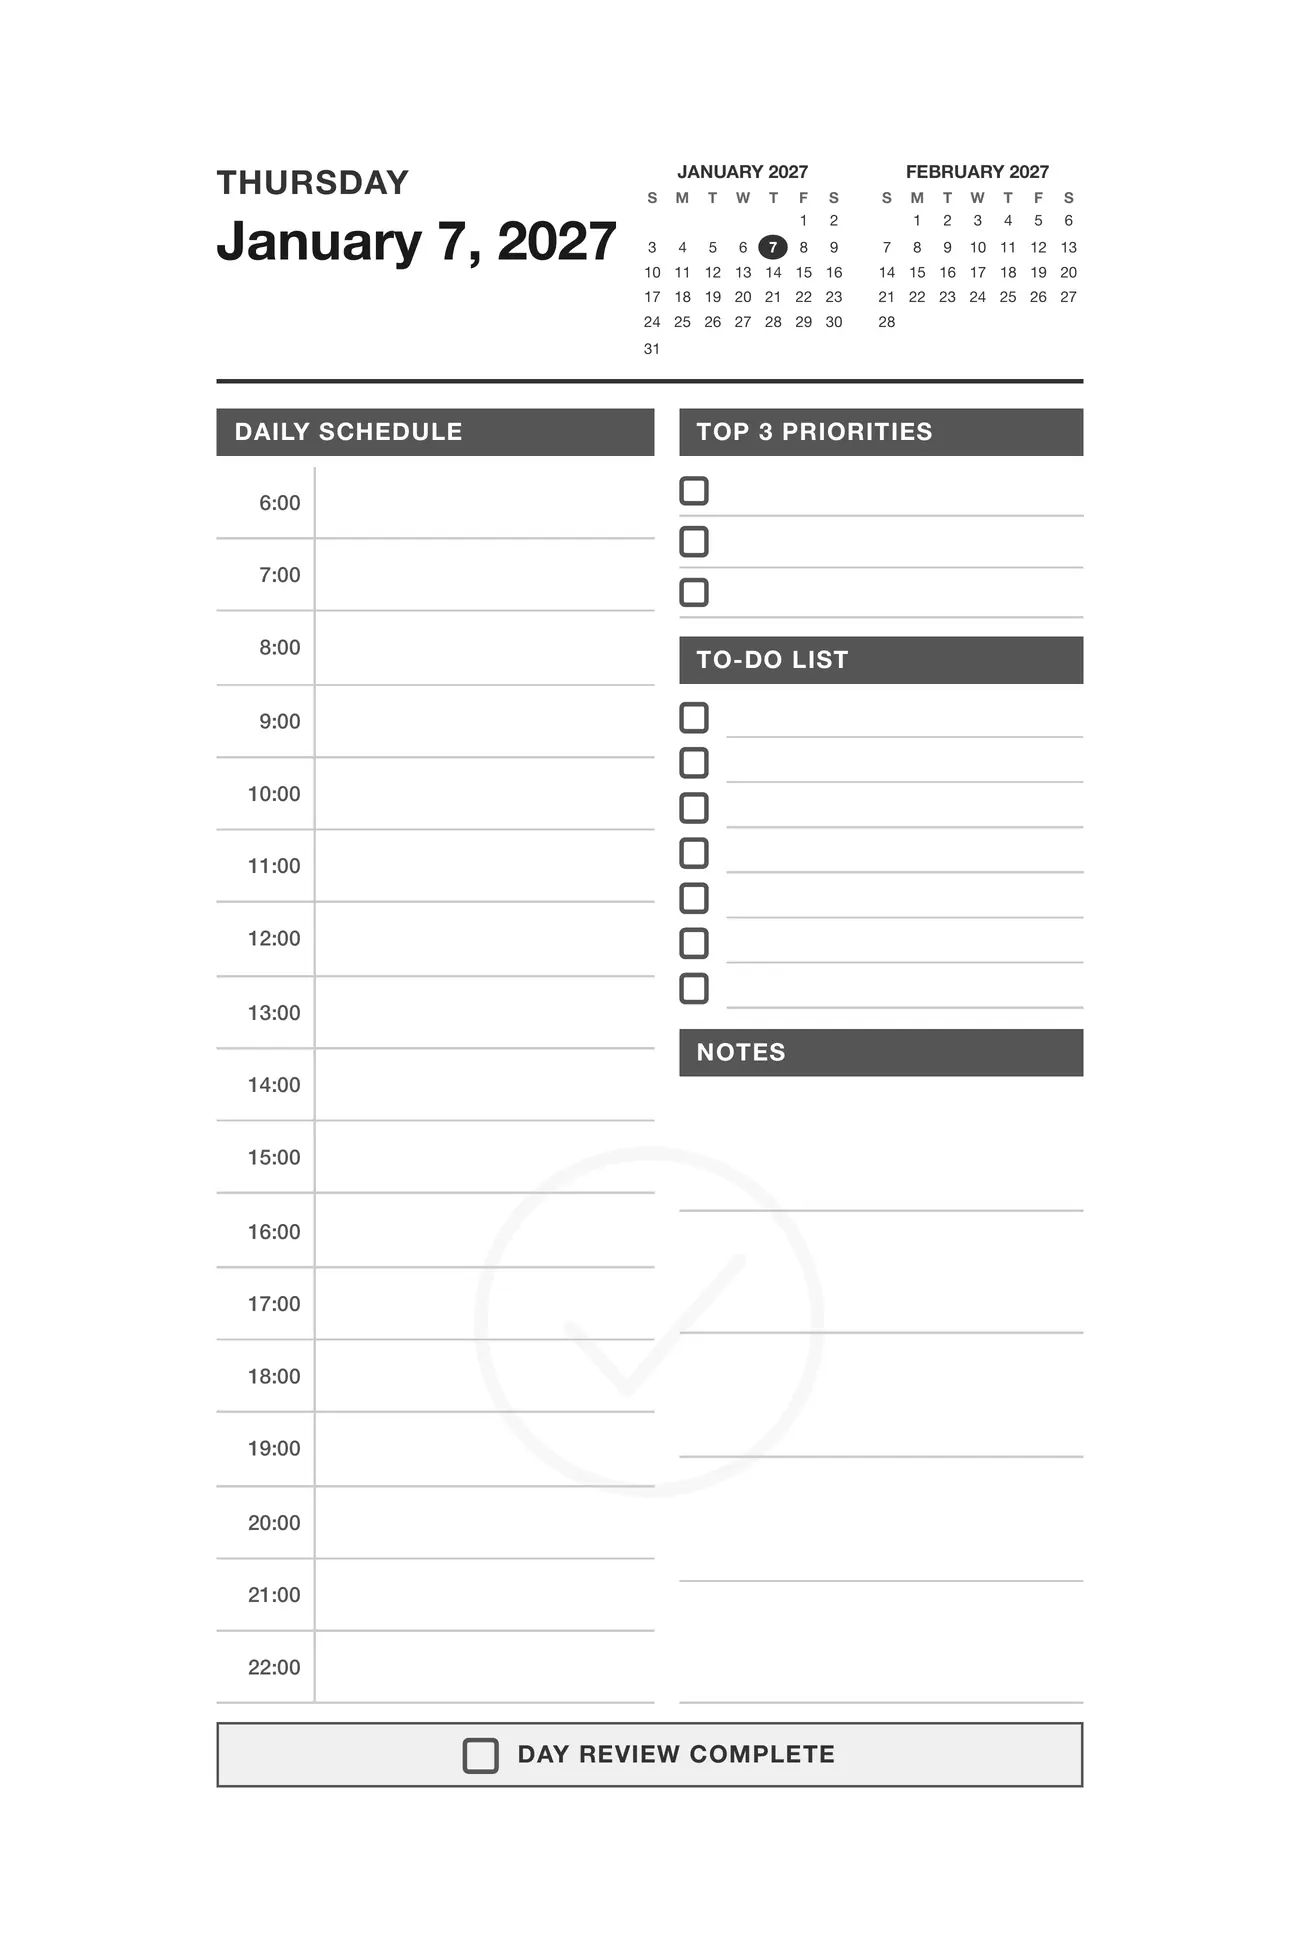 THURSDAY
January 7, 2027
JANUARY 2027
S M T W T F S
1 2
3 4 5 6 7 8 9
10 11 12 13 14 15 16
17 18 19 20 21 22 23
24 25 26 27 28 29 30
31
FEBRUARY 2027
S M T W T F S
1 2 3 4 5 6
7 8 9 10 11 12 13
14 15 16 17 18 19 20
21 22 23 24 25 26 27
28
DAILY SCHEDULE
6:00
7:00
8:00
9:00
10:00
11:00
12:00
13:00
14:00
15:00
16:00
17:00
18:00
19:00
20:00
21:00
22:00
TOP 3 PRIORITIES
TO-DO LIST
NOTES
DAY REVIEW COMPLETE